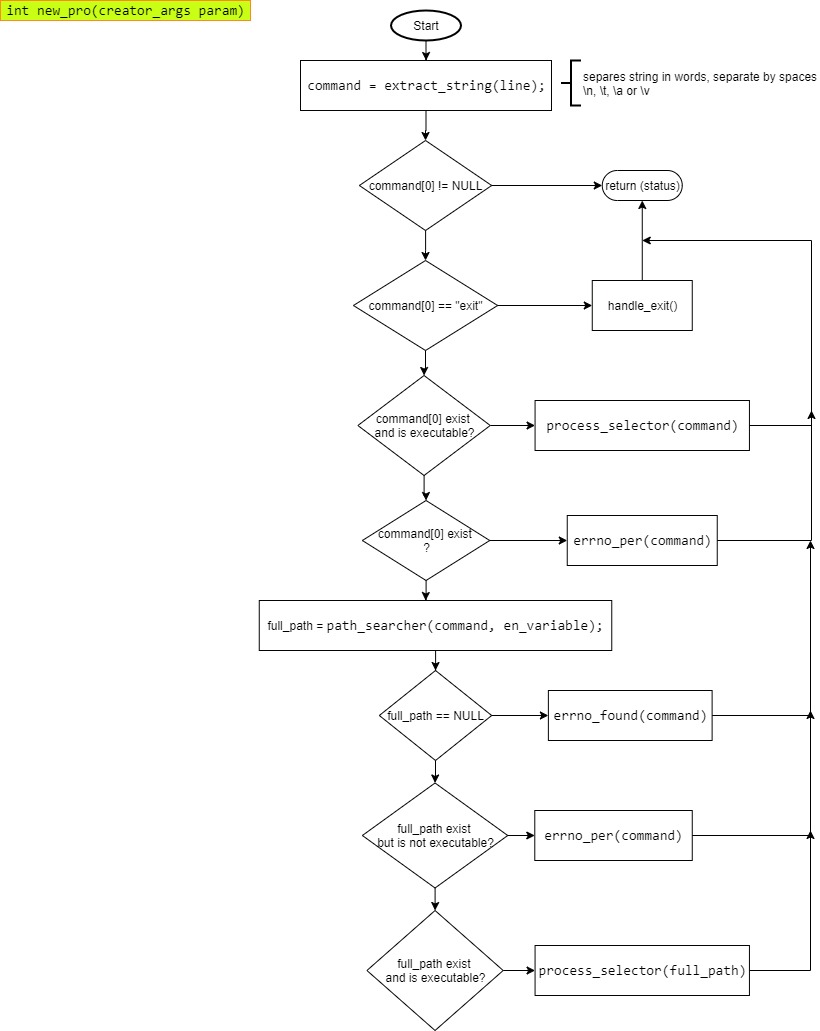 int new_pro(creator_args param)
Start
command = extract_string(line);
separes string in words, separate by spaces
\n, \t, \a or \v
command[0] != NULL
return (status)
command[0] == "exit"
handle_exit()
command[0] exist
and is executable?
process_selector(command)
command[0] exist
?
errno_per(command)
full_path = path_searcher(command, en_variable);
full_path == NULL
errno_found(command)
full_path exist
but is not executable?
errno_per(command)
full_path exist
and is executable?
process_selector(full_path)